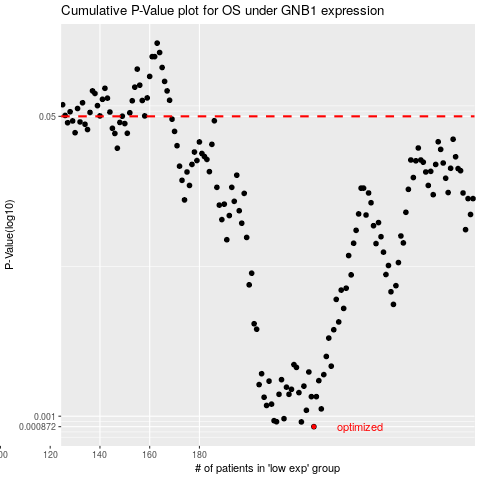 Cumulative P-Value plot for OS under GNB1 expression
P-Value(log10)
0.05
0.001
0.000872
optimized
00 120 140 160 180
# of patients in 'low exp' group